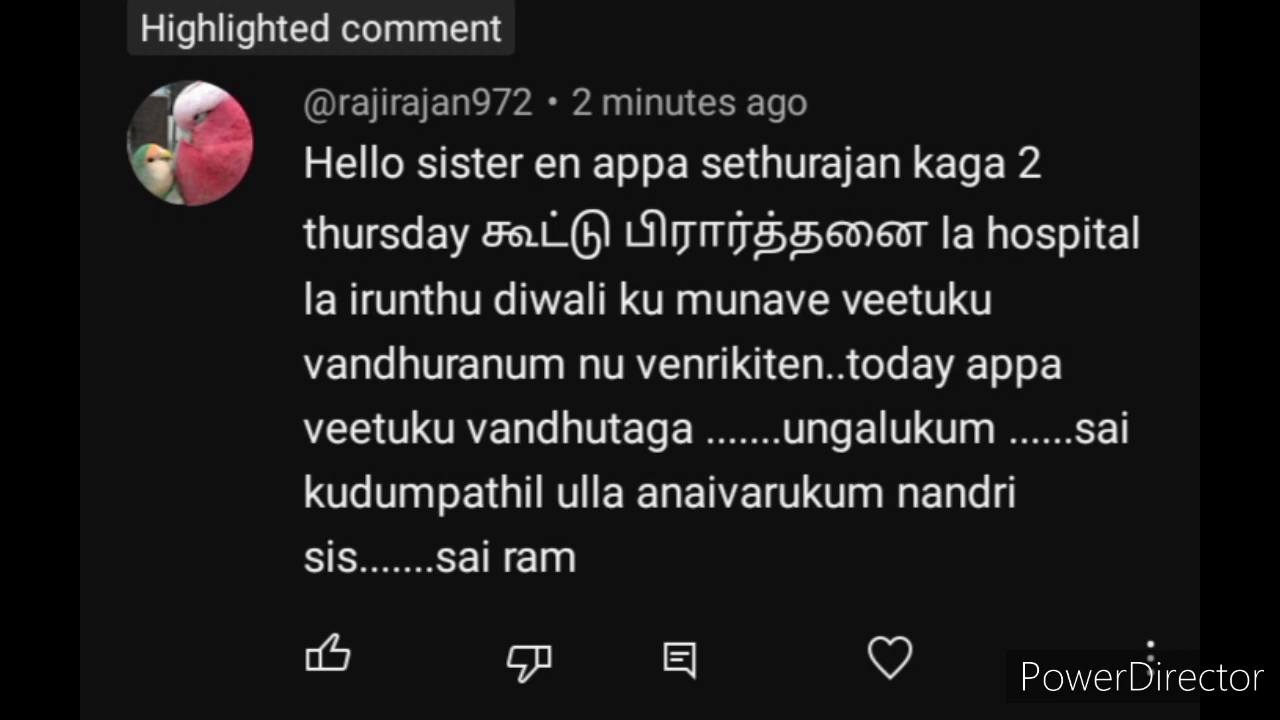 Highlighted comment
@rajirajan972 • 2 minutes ago
Hello sister en appa sethurajan kaga 2
thursday கூட்டு பிரார்த்தனை la hospital
la irunthu diwali ku munave veetuku
vandhuranum nu venrikiten..today appa
veetuku vandhutaga .......ungalukum ......sai
kudumpathil ulla anaivarukum nandri
sis.......sai ram
PowerDirector